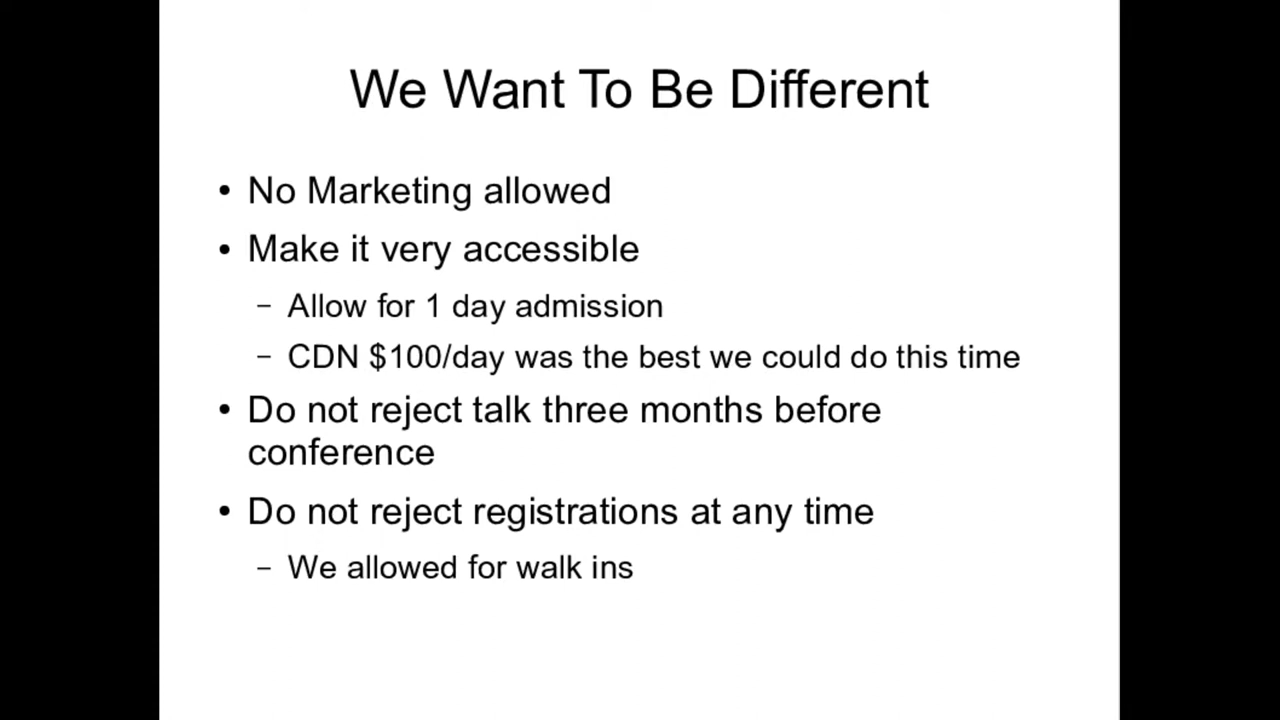 We Want To Be Different
• No Marketing allowed
• Make it very accessible
– Allow for 1 day admission
– CDN $100/day was the best we could do this time
• Do not reject talk three months before
conference
• Do not reject registrations at any time
– We allowed for walk ins